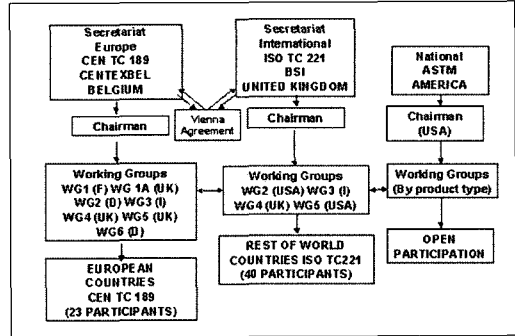 Secretariat
Europe
CEN TC 189
CENTEXBEL
BELGIUM
Secretariat
International
ISO TC 221
BSI
UNITED KINGDOM
National
ASTM
AMERICA
Chairman
Vienna
Agreement
Chairman
Chairman
(USA)
Working Groups
WG1 (F) WG 1A (UK)
WG2 (D) WG3 (I)
WG4 (UK) WG5 (UK)
WG6 (D)
Working Groups
WG2 (USA) WG3 (I)
WG4 (UK) WG5 (USA)
Working Groups
(By product type)
EUROPEAN
COUNTRIES
CEN TC 189
(23 PARTICIPANTS)
REST OF WORLD
COUNTRIES ISO TC221
(40 PARTICIPANTS)
OPEN
PARTICIPATION